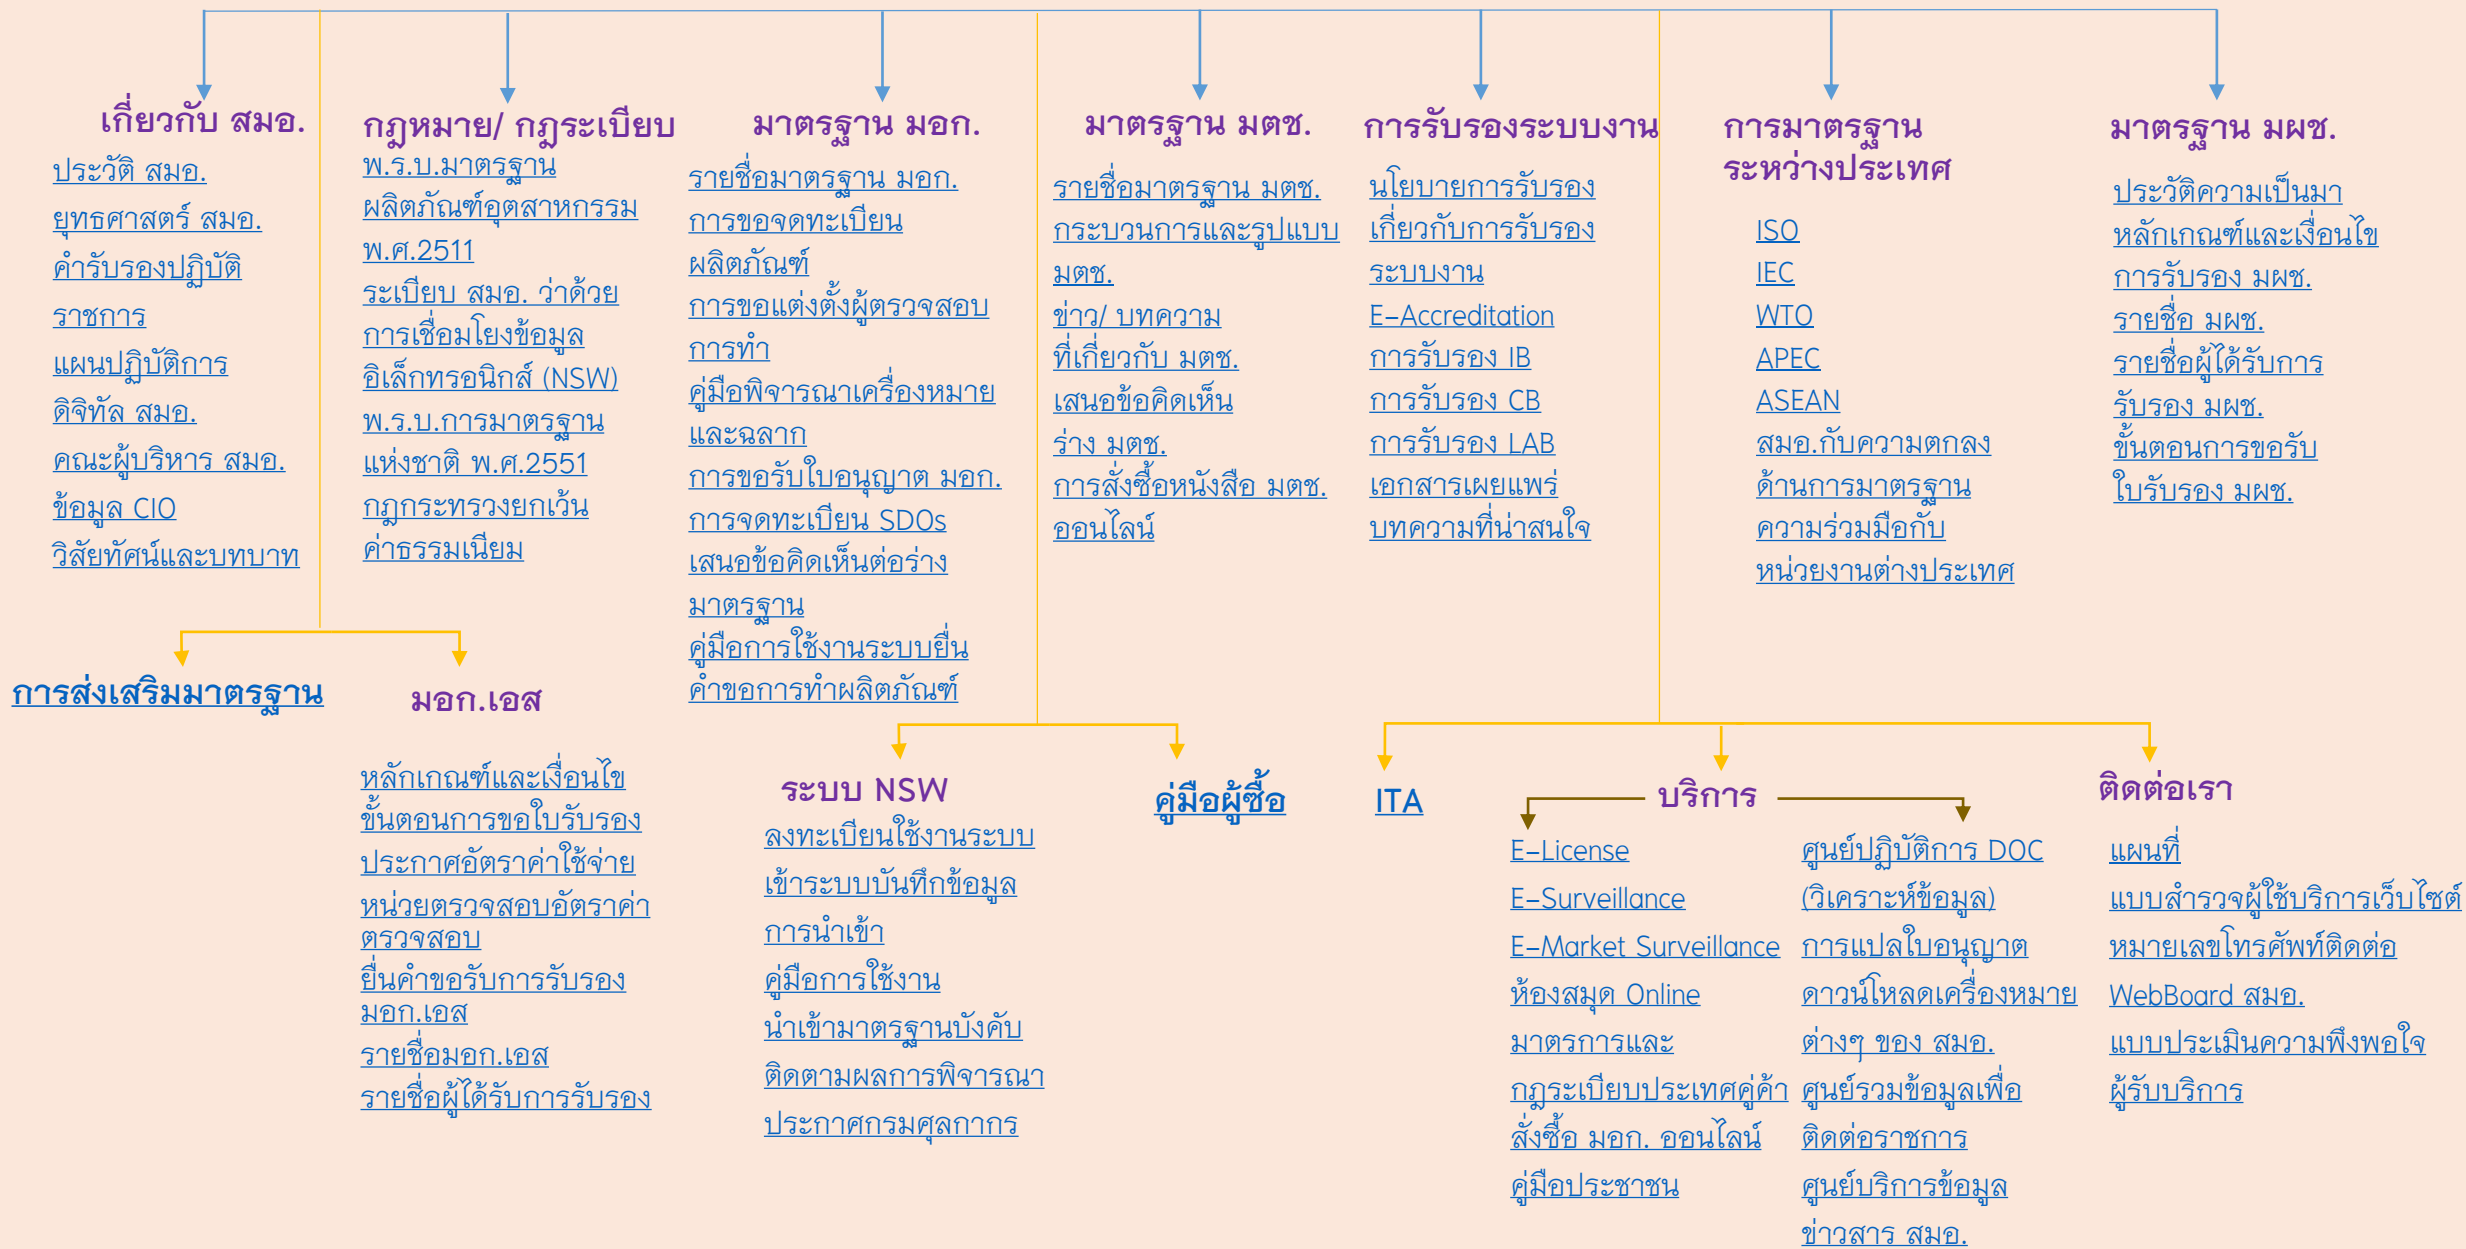 เกี่ยวกับ สมอ.
ประวัติ สมอ.
ยุทธศาสตร์ สมอ.
คำรับรองปฏิบัติ
ราชการ
แผนปฏิบัติการ
ดิจิทัล สมอ.
คณะผู้บริหาร สมอ.
ข้อมูล CIO
วิสัยทัศน์และบทบาท
กฎหมาย/ กฎระเบียบ
พ.ร.บ.มาตรฐาน
ผลิตภัณฑ์อุตสาหกรรม
พ.ศ.2511
ระเบียบ สมอ. ว่าด้วย
การเชื่อมโยงข้อมูล
อิเล็กทรอนิกส์ (NSW)
พ.ร.บ.การมาตรฐาน
แห่งชาติ พ.ศ.2551
กฎกระทรวงยกเว้น
ค่าธรรมเนียม
มาตรฐาน มอก.
รายชื่อมาตรฐาน มอก.
การขอจดทะเบียน
ผลิตภัณฑ์
การขอแต่งตั้งผู้ตรวจสอบ
การทำ
คู่มือพิจารณาเครื่องหมาย
และฉลาก
การขอรับใบอนุญาต มอก.
การจดทะเบียน SDOs
เสนอข้อคิดเห็นต่อร่าง
มาตรฐาน
คู่มือการใช้งานระบบยื่น
คำขอการทำผลิตภัณฑ์
มาตรฐาน มตช.
รายชื่อมาตรฐาน มตช.
กระบวนการและรูปแบบ
มตช.
ข่าว/ บทความ
ที่เกี่ยวกับ มตช.
เสนอข้อคิดเห็น
ร่าง มตช.
การสั่งซื้อหนังสือ มตช.
ออนไลน์
การรับรองระบบงาน
นโยบายการรับรอง
เกี่ยวกับการรับรอง
ระบบงาน
E-Accreditation
การรับรอง IB
การรับรอง CB
การรับรอง LAB
เอกสารเผยแพร่
บทความที่น่าสนใจ
การมาตรฐาน
ระหว่างประเทศ
ISO
IEC
WTO
APEC
ASEAN
สมอ.กับความตกลง
ด้านการมาตรฐาน
ความร่วมมือกับ
หน่วยงานต่างประเทศ
มาตรฐาน มผช.
ประวัติความเป็นมา
หลักเกณฑ์และเงื่อนไข
การรับรอง มผช.
รายชื่อ มผช.
รายชื่อผู้ได้รับการ
รับรอง มผช.
ขั้นตอนการขอรับ
ใบรับรอง มผช.
การส่งเสริมมาตรฐาน
มอก.เอส
หลักเกณฑ์และเงื่อนไข
ขั้นตอนการขอใบรับรอง
ประกาศอัตราค่าใช้จ่าย
หน่วยตรวจสอบอัตราค่า
ตรวจสอบ
ยื่นคำขอรับการรับรอง
มอก.เอส
รายชื่อมอก.เอส
รายชื่อผู้ได้รับการรับรอง
ระบบ NSW
ลงทะเบียนใช้งานระบบ
เข้าระบบบันทึกข้อมูล
การนำเข้า
คู่มือการใช้งาน
นำเข้ามาตรฐานบังคับ
ติดตามผลการพิจารณา
ประกาศกรมศุลกากร
คู่มือผู้ซื้อ
ITA
บริการ
E-License
E-Surveillance
E-Market Surveillance
ห้องสมุด Online
มาตรการและ
กฎระเบียบประเทศคู่ค้า
สั่งซื้อ มอก. ออนไลน์
คู่มือประชาชน
ศูนย์ปฏิบัติการ DOC
(วิเคราะห์ข้อมูล)
การแปลใบอนุญาต
ดาวน์โหลดเครื่องหมาย
ต่างๆ ของ สมอ.
ศูนย์รวมข้อมูลเพื่อ
ติดต่อราชการ
ศูนย์บริการข้อมูล
ข่าวสาร สมอ.
ติดต่อเรา
แผนที่
แบบสำรวจผู้ใช้บริการเว็บไซต์
หมายเลขโทรศัพท์ติดต่อ
WebBoard สมอ.
แบบประเมินความพึงพอใจ
ผู้รับบริการ